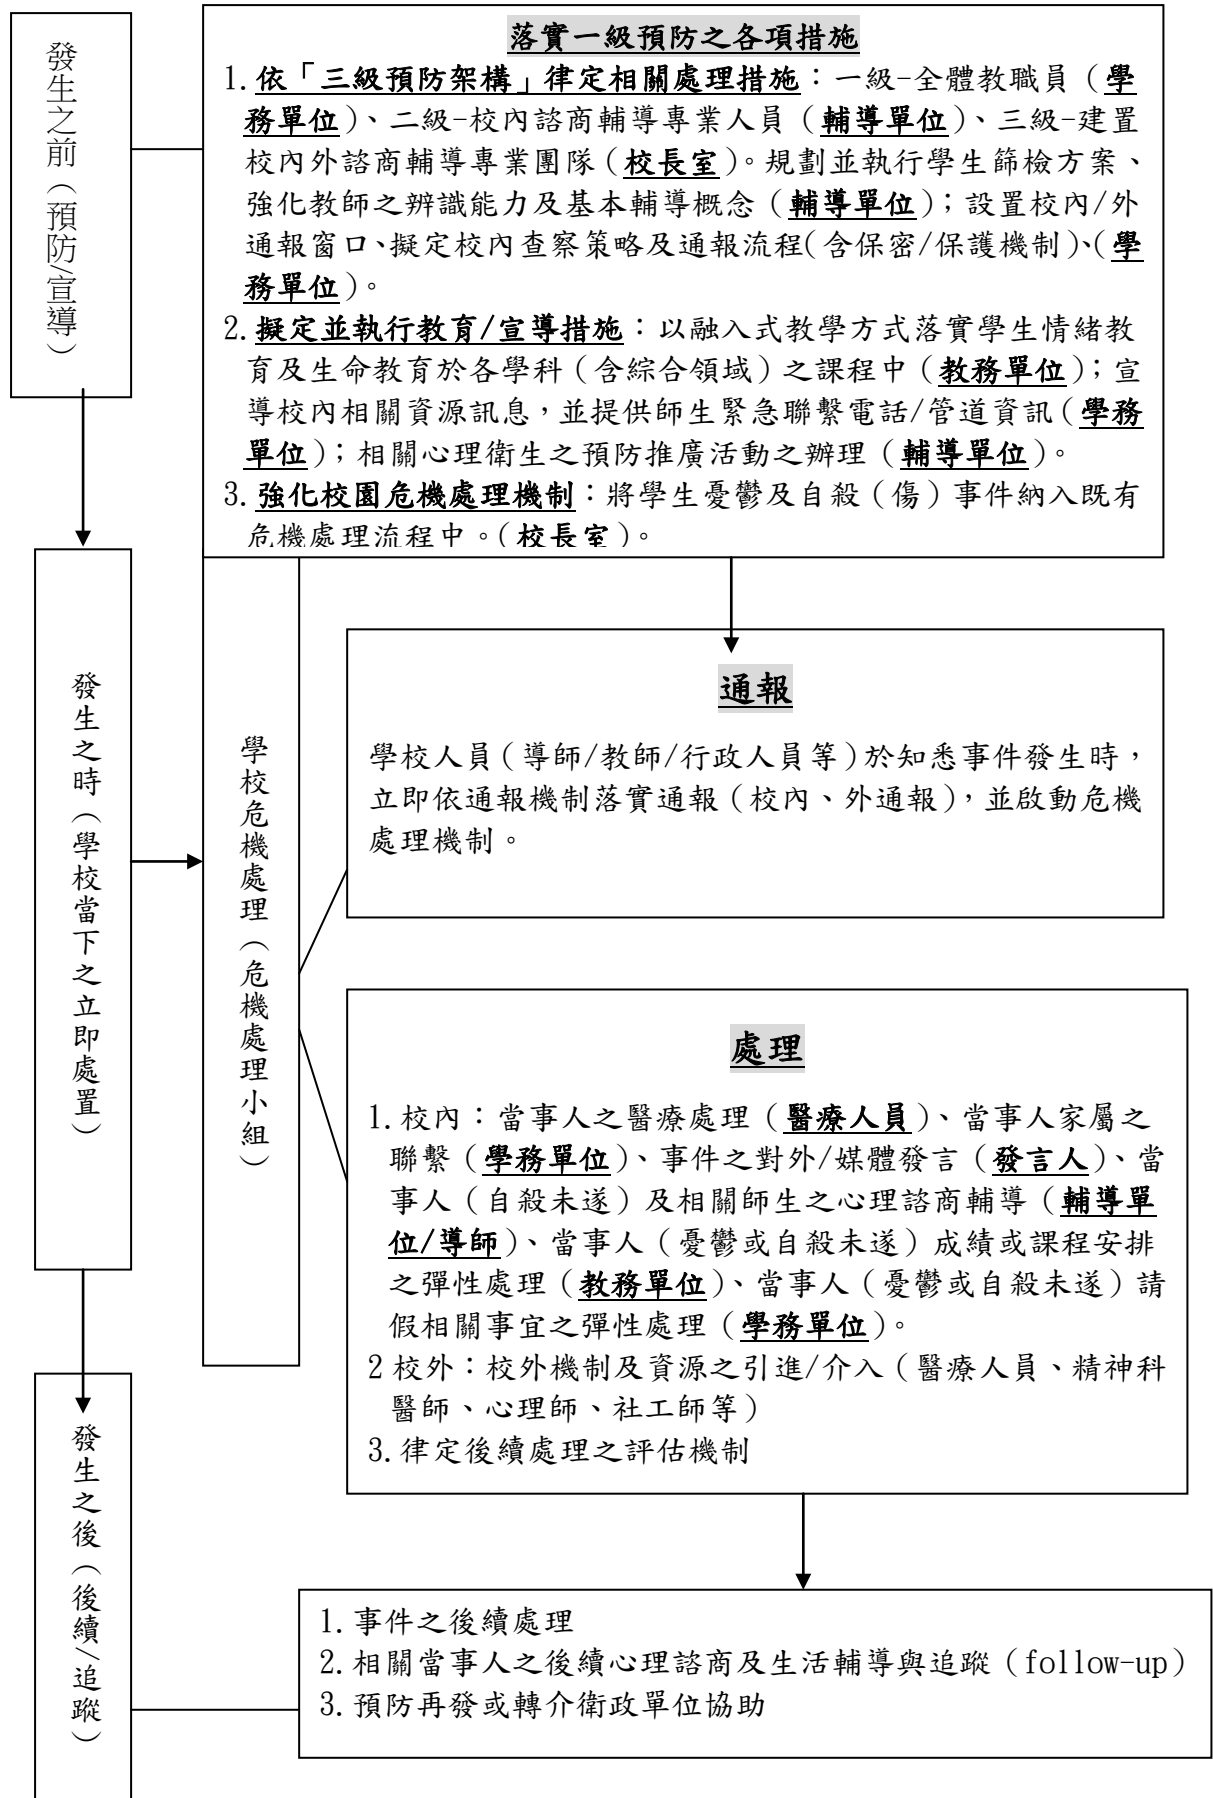 發生之前（預防/宣導）
落實一級預防之各項措施
1.依「三級預防架構」律定相關處理措施：一級-全體教職員（學
務單位）、二級-校內諮商輔導專業人員（輔導單位）、三級-建置
校內外諮商輔導專業團隊（校長室）。規劃並執行學生篩檢方案、
強化教師之辨識能力及基本輔導概念（輔導單位）；設置校內/外
通報窗口、擬定校內查察策略及通報流程(含保密/保護機制)、(學
務單位)。
2.擬定並執行教育/宣導措施：以融入式教學方式落實學生情緒教
育及生命教育於各學科（含綜合領域）之課程中（教務單位）；宣
導校內相關資源訊息，並提供師生緊急聯繫電話/管道資訊（學務
單位）；相關心理衛生之預防推廣活動之辦理（輔導單位）。
3.強化校園危機處理機制：將學生憂鬱及自殺（傷）事件納入既有
危機處理流程中。(校長室)。
發生之時（學校當下之立即處置）
學校危機處理（危機處理小組）
通報
學校人員（導師/教師/行政人員等）於知悉事件發生時，
立即依通報機制落實通報（校內、外通報），並啟動危機
處理機制。
處理
1.校內：當事人之醫療處理（醫療人員）、當事人家屬之
聯繫（學務單位）、事件之對外/媒體發言（發言人）、當
事人（自殺未遂）及相關師生之心理諮商輔導（輔導單
位/導師）、當事人（憂鬱或自殺未遂）成績或課程安排
之彈性處理（教務單位）、當事人（憂鬱或自殺未遂）請
假相關事宜之彈性處理（學務單位）。
2 校外：校外機制及資源之引進/介入（醫療人員、精神科
醫師、心理師、社工師等）
3.律定後續處理之評估機制
發生之後（後續/追蹤）
1.事件之後續處理
2.相關當事人之後續心理諮商及生活輔導與追蹤（follow-up）
3.預防再發或轉介衛政單位協助